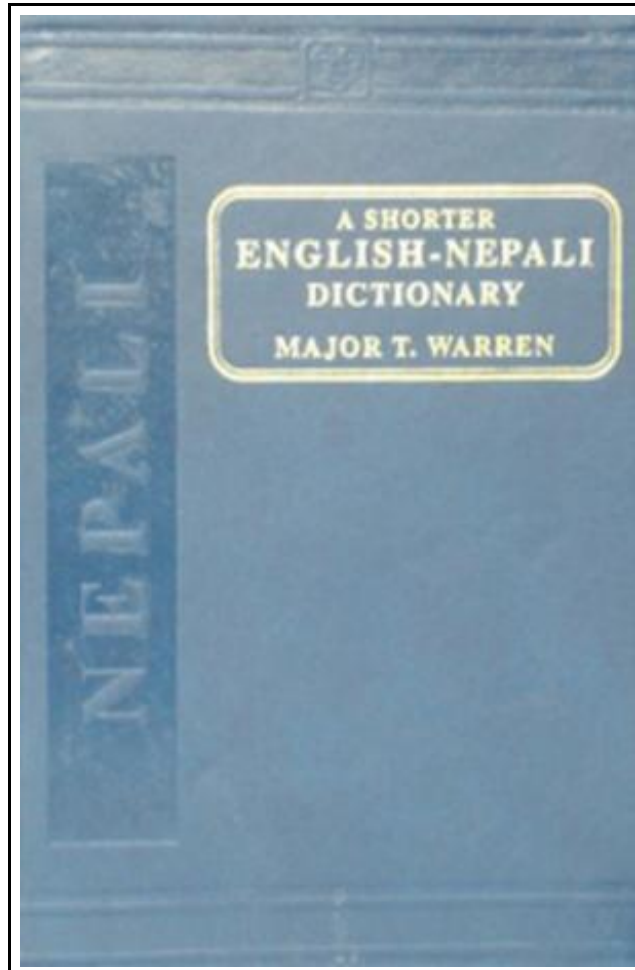 A SHORTER
ENGLISH-NEPALI
DICTIONARY
MAJOR T. WARREN
NEPALI